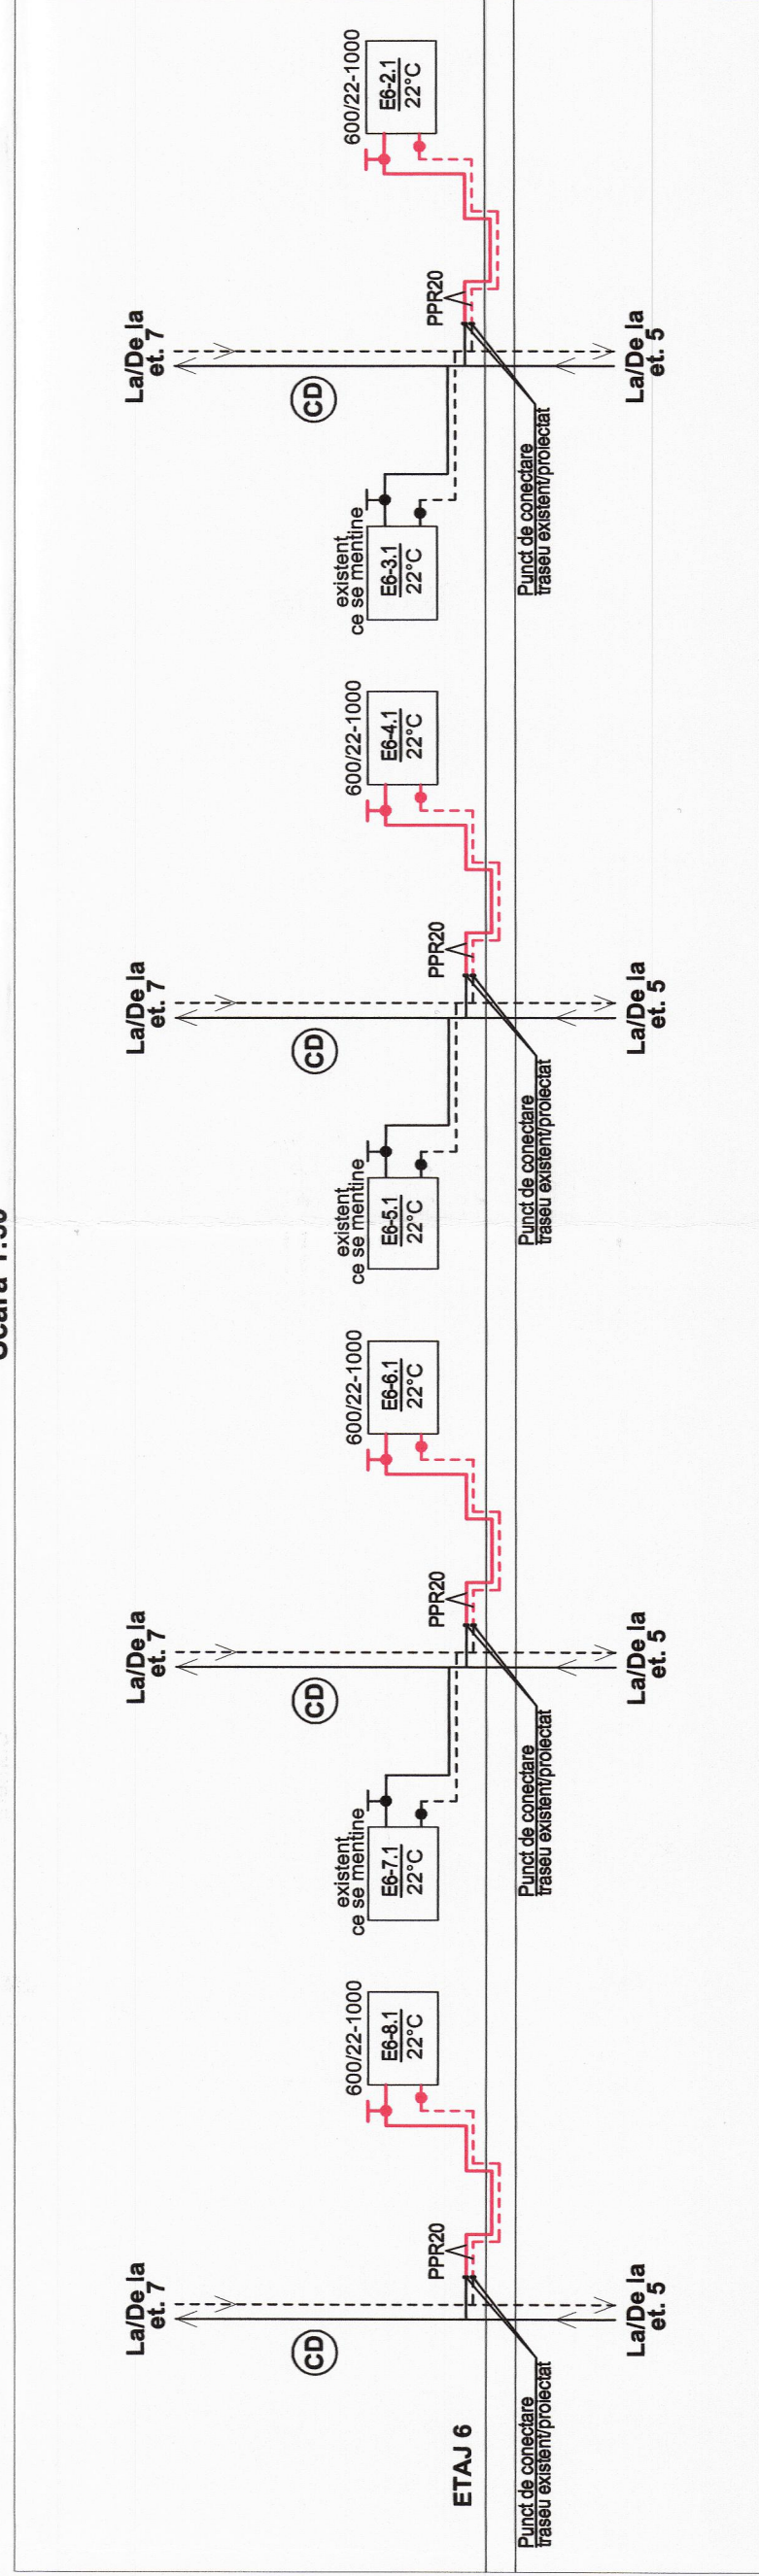 La/De la
et. 7
CD
600/22-1000
E6-8.1
22°C
PPR20
ETAJ 6
Punct de conectare
traseu existent/proiectat
La/De la
et. 5
La/De la
et. 7
CD
existent
ce se mentine
E6-7.1
22°C
600/22-1000
E6-6.1
22°C
PPR20
Punct de conectare
traseu existent/proiectat
La/De la
et. 5
La/De la
et. 7
CD
existent
ce se mentine
E6-5.1
22°C
600/22-1000
E6-4.1
22°C
PPR20
Punct de conectare
traseu existent/proiectat
La/De la
et. 5
La/De la
et. 7
CD
existent
ce se mentine
E6-3.1
22°C
600/22-1000
E6-2.1
22°C
PPR20
Punct de conectare
traseu existent/proiectat
La/De la
et. 5